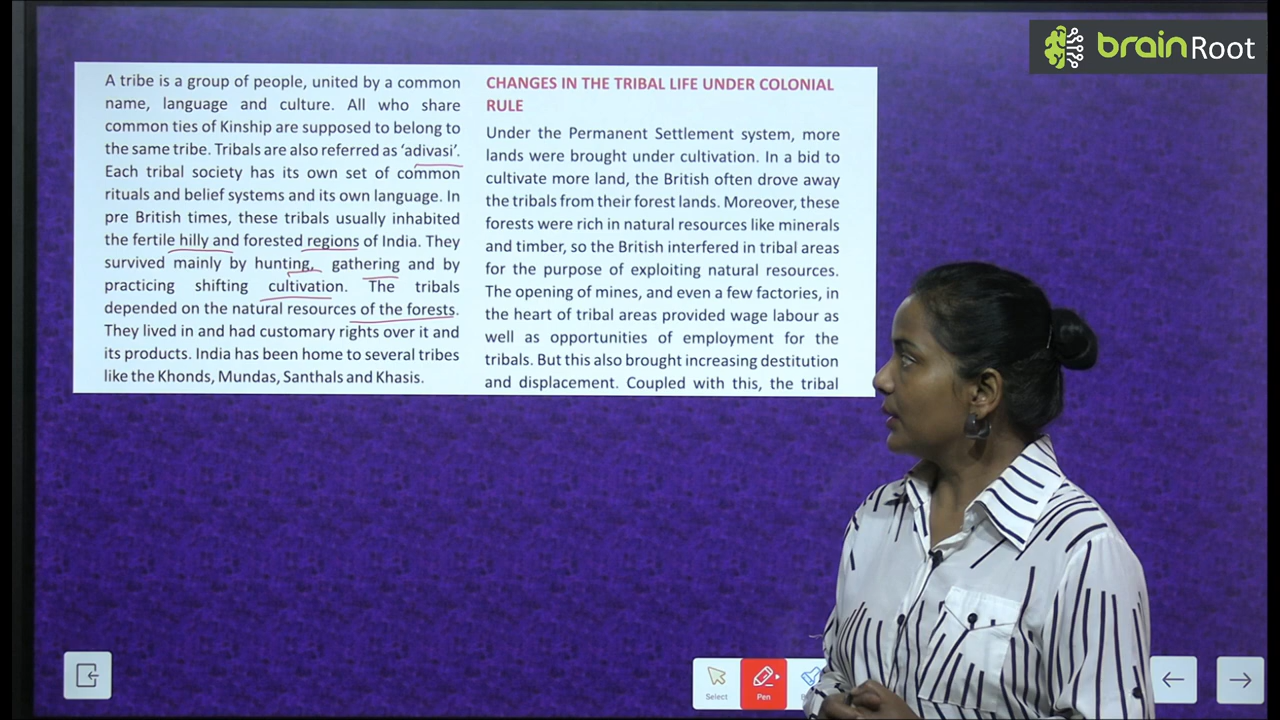 brainRoot
A tribe is a group of people, united by a common
name, language and culture. All who share
common ties of Kinship are supposed to belong to
the same tribe. Tribals are also referred as ‘adivasi’.
Each tribal society has its own set of common
rituals and belief systems and its own language. In
pre British times, these tribals usually inhabited
the fertile hilly and forested regions of India. They
survived mainly by hunting, gathering and by
practicing shifting cultivation. The tribals
depended on the natural resources of the forests.
They lived in and had customary rights over it and
its products. India has been home to several tribes
like the Khonds, Mundas, Santhals and Khasis.
CHANGES IN THE TRIBAL LIFE UNDER COLONIAL
RULE
Under the Permanent Settlement system, more
lands were brought under cultivation. In a bid to
cultivate more land, the British often drove away
the tribals from their forest lands. Moreover, these
forests were rich in natural resources like minerals
and timber, so the British interfered in tribal areas
for the purpose of exploiting natural resources.
The opening of mines, and even a few factories, in
the heart of tribal areas provided wage labour as
well as opportunities of employment for the
tribals. But this also brought increasing destitution
and displacement. Coupled with this, the tribal
Select
Pen